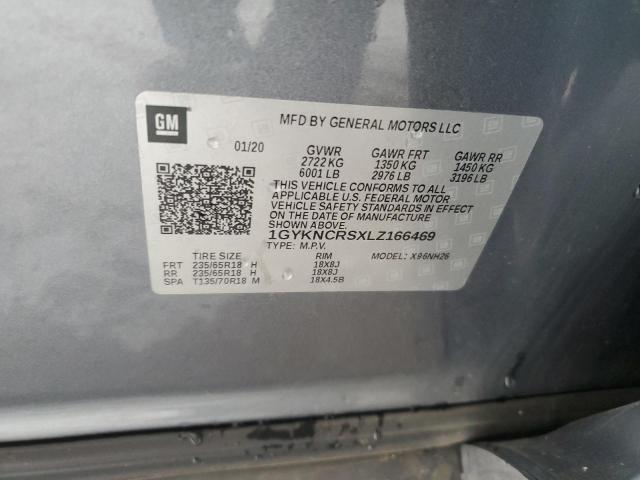 GM
MFD BY GENERAL MOTORS LLC
01/20 GVWR GAWR FRT GAWR RR
2722 KG 1350 KG 1450 KG
6001 LB 2976 LB 3196 LB
THIS VEHICLE CONFORMS TO ALL
APPLICABLE U.S. FEDERAL MOTOR
VEHICLE SAFETY STANDARDS IN EFFECT
ON THE DATE OF MANUFACTURE
SHOWN ABOVE.
1GYKNCRSXLZ166469
TYPE: M.P.V. MODEL: X96NH26
TIRE SIZE RIM
FRT 235/65R18 H 18X8J
RR 235/65R18 H 18X8J
SPA T135/70R18 M 18X4.5B